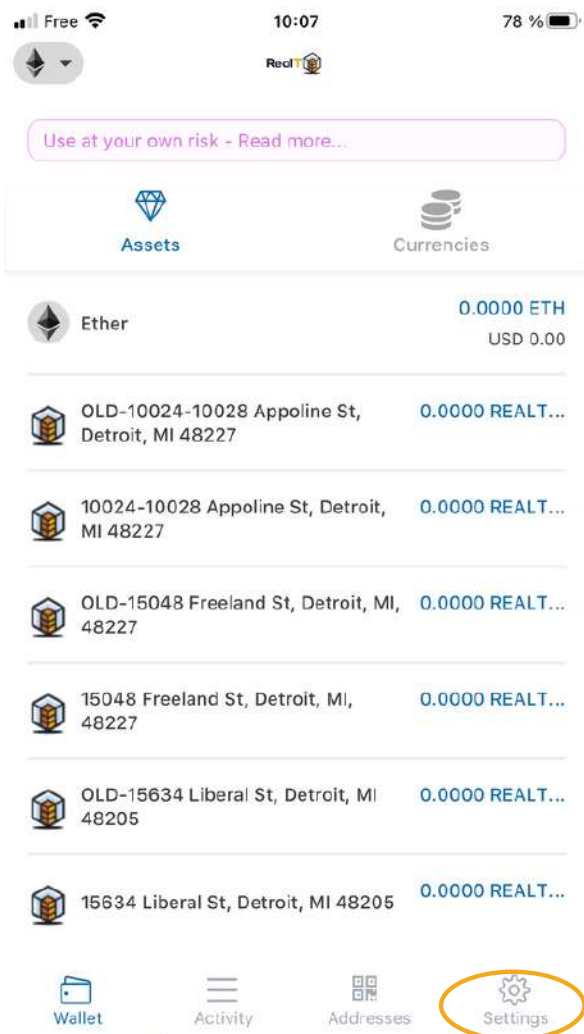 Free 10:07 78 %
RealT
Use at your own risk - Read more...
Assets Currencies
Ether 0.0000 ETH
USD 0.00
OLD-10024-10028 Appoline St, 0.0000 REALT...
Detroit, MI 48227
10024-10028 Appoline St, Detroit, 0.0000 REALT...
MI 48227
OLD-15048 Freeland St, Detroit, MI, 0.0000 REALT...
48227
15048 Freeland St, Detroit, MI, 0.0000 REALT...
48227
OLD-15634 Liberal St, Detroit, MI 0.0000 REALT...
48205
15634 Liberal St, Detroit, MI 48205 0.0000 REALT...
Wallet Activity Addresses Settings